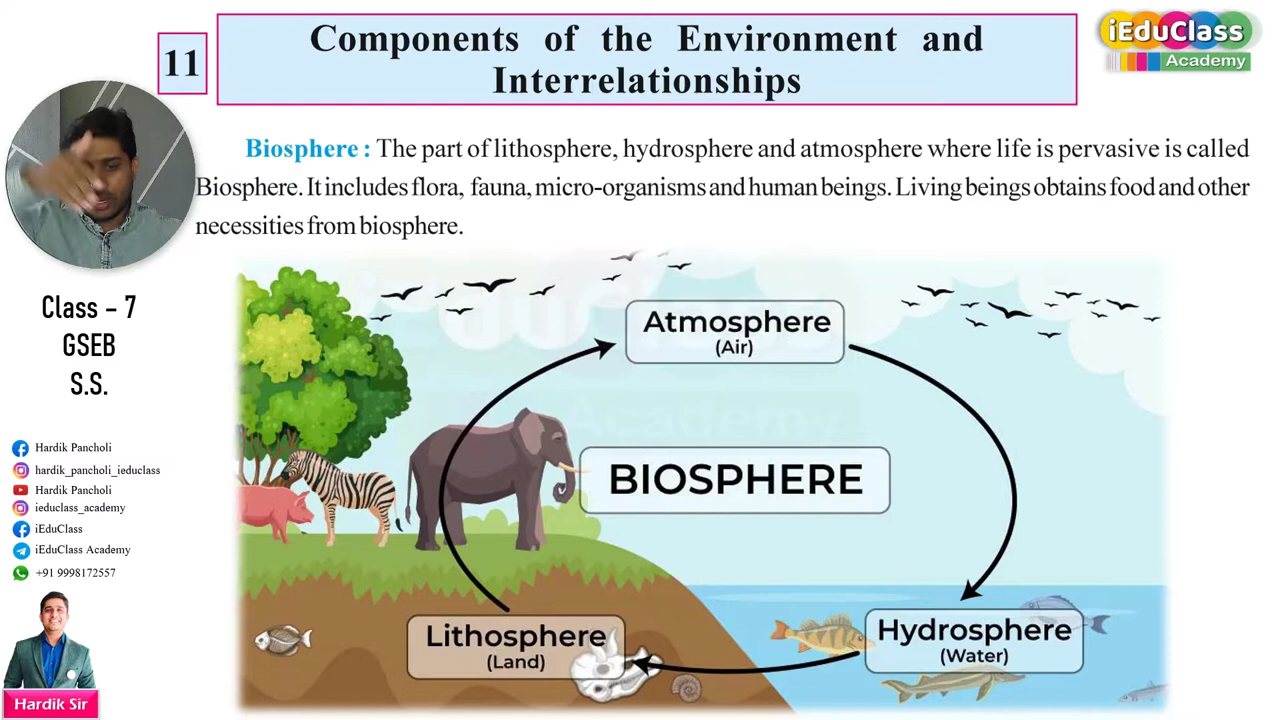 11
Components of the Environment and
Interrelationships
iEduClass
Academy
Biosphere : The part of lithosphere, hydrosphere and atmosphere where life is pervasive is called
Biosphere. It includes flora, fauna, micro-organisms and human beings. Living beings obtains food and other
necessities from biosphere.
Class – 7
GSEB
S.S.
Hardik Pancholi
hardik_pancholi_ieduclass
Hardik Pancholi
ieduclass_academy
iEduClass
iEduClass Academy
+91 9998172557
Hardik Sir
Atmosphere
(Air)
BIOSPHERE
Lithosphere
(Land)
Hydrosphere
(Water)